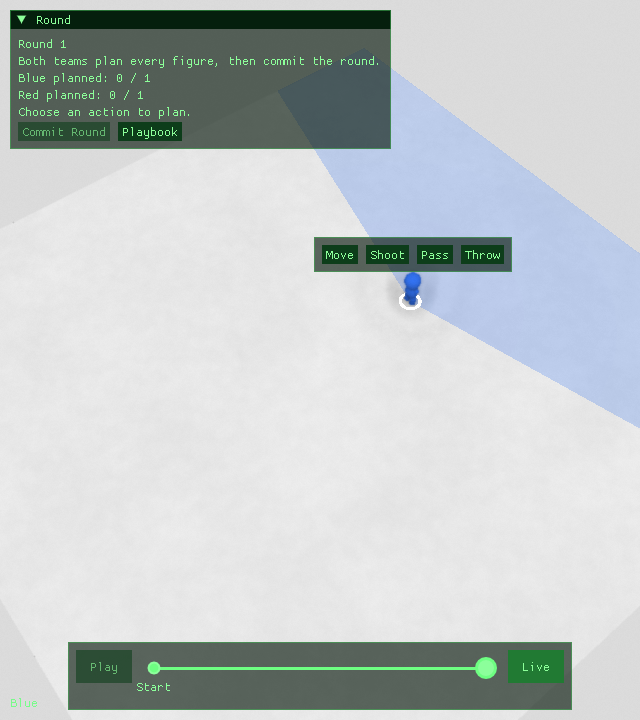 Round
Round 1
Both teams plan every figure, then commit the round.
Blue planned: 0 / 1
Red planned: 0 / 1
Choose an action to plan.
Commit Round Playbook
Move Shoot Pass Throw
Play Live
Start
Blue